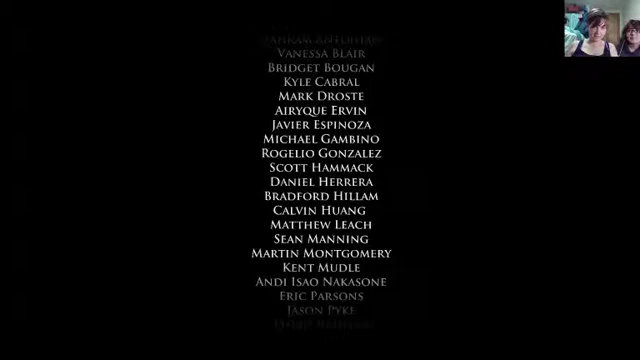 Vanessa Blair
Bridget Bougan
Kyle Cabral
Mark Droste
Airyque Ervin
Javier Espinoza
Michael Gambino
Rogelio Gonzalez
Scott Hammack
Daniel Herrera
Bradford Hillam
Calvin Huang
Matthew Leach
Sean Manning
Martin Montgomery
Kent Mudle
Andi Isao Nakasone
Eric Parsons
Jason Pyke